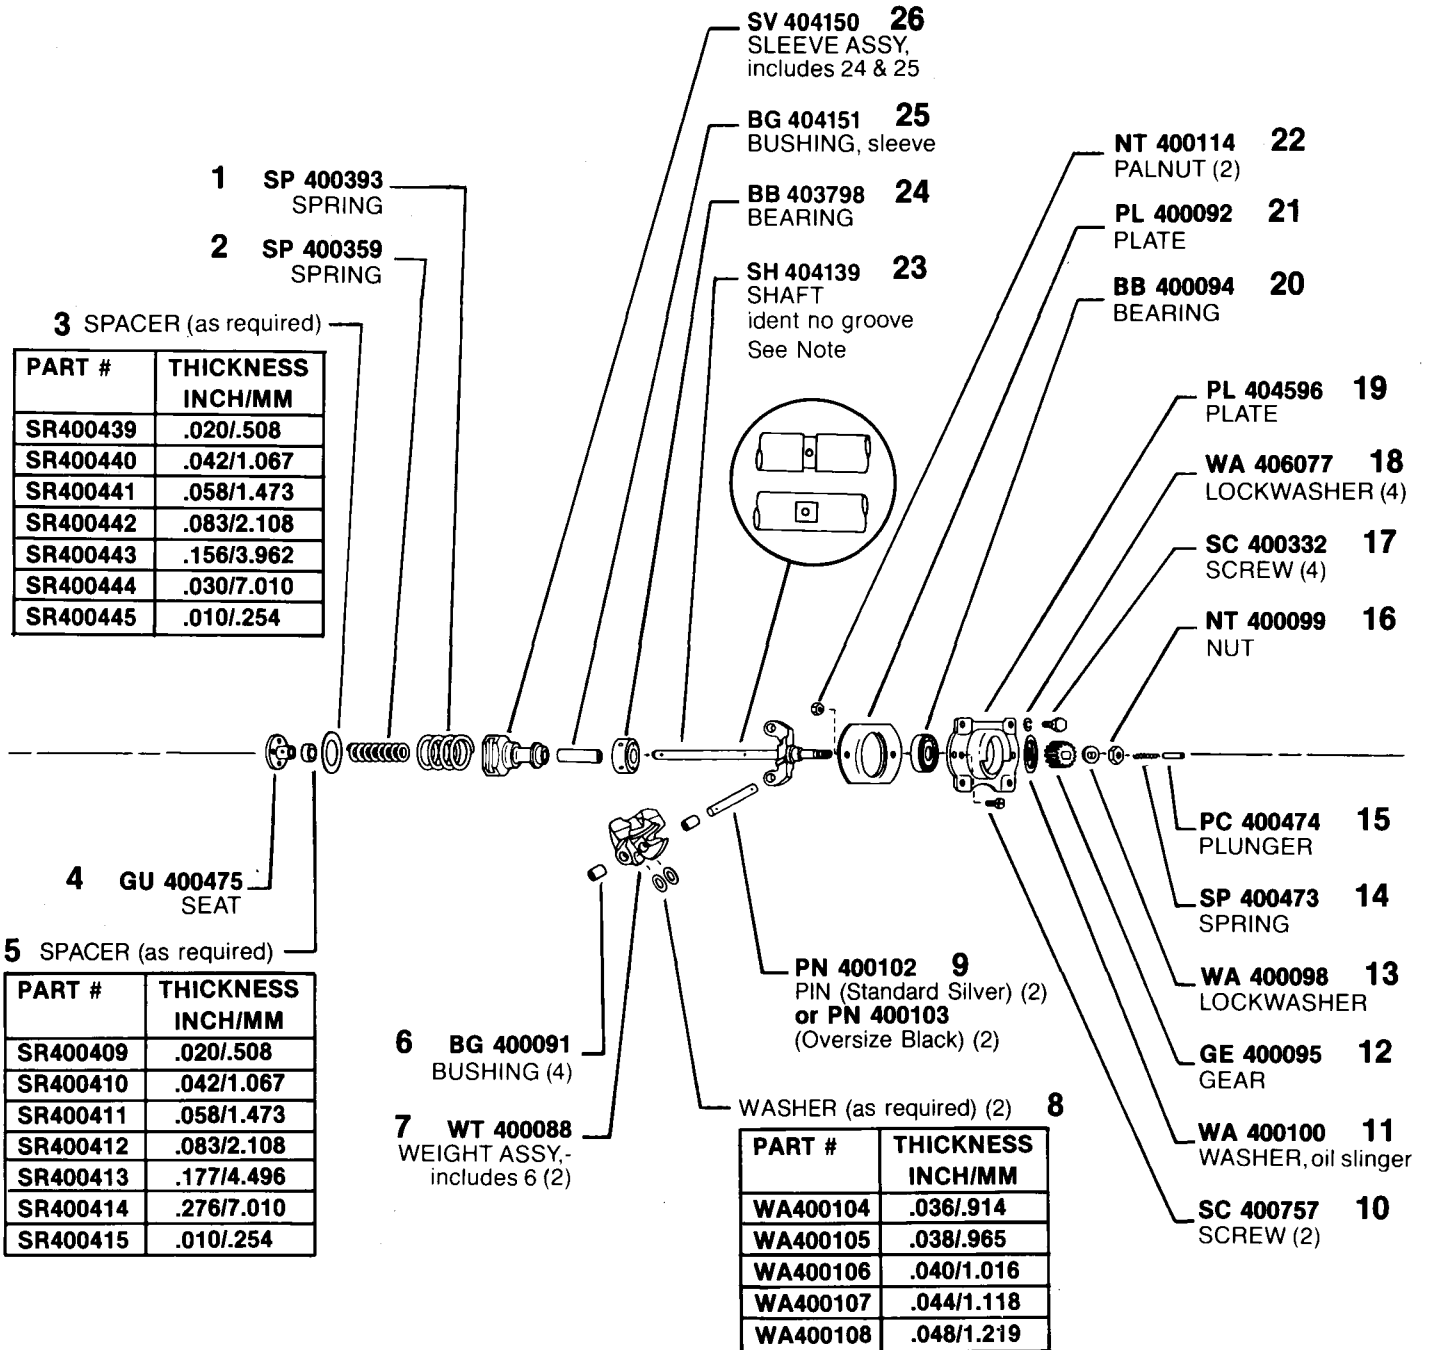 SV 404150 26
SLEEVE ASSY,
includes 24 & 25
BG 404151 25
BUSHING, sleeve
BB 403798 24
BEARING
SH 404139 23
SHAFT
ident no groove
See Note
1 SP 400393
SPRING
2 SP 400359
SPRING
3 SPACER (as required)
PART # THICKNESS
INCH/MM
SR400439 .020/.508
SR400440 .042/1.067
SR400441 .058/1.473
SR400442 .083/2.108
SR400443 .156/3.962
SR400444 .030/7.010
SR400445 .010/.254
NT 400114 22
PALNUT (2)
PL 400092 21
PLATE
BB 400094 20
BEARING
PL 404596 19
PLATE
WA 406077 18
LOCKWASHER (4)
SC 400332 17
SCREW (4)
NT 400099 16
NUT
PC 400474 15
PLUNGER
SP 400473 14
SPRING
WA 400098 13
LOCKWASHER
GE 400095 12
GEAR
WA 400100 11
WASHER, oil slinger
SC 400757 10
SCREW (2)
4 GU 400475
SEAT
5 SPACER (as required)
PART # THICKNESS
INCH/MM
SR400409 .020/.508
SR400410 .042/1.067
SR400411 .058/1.473
SR400412 .083/2.108
SR400413 .177/4.496
SR400414 .276/7.010
SR400415 .010/.254
6 BG 400091
BUSHING (4)
7 WT 400088
WEIGHT ASSY,-
includes 6 (2)
PN 400102 9
PIN (Standard Silver) (2)
or PN 400103
(Oversize Black) (2)
WASHER (as required) (2) 8
PART # THICKNESS
INCH/MM
WA400104 .036/.914
WA400105 .038/.965
WA400106 .040/1.016
WA400107 .044/1.118
WA400108 .048/1.219